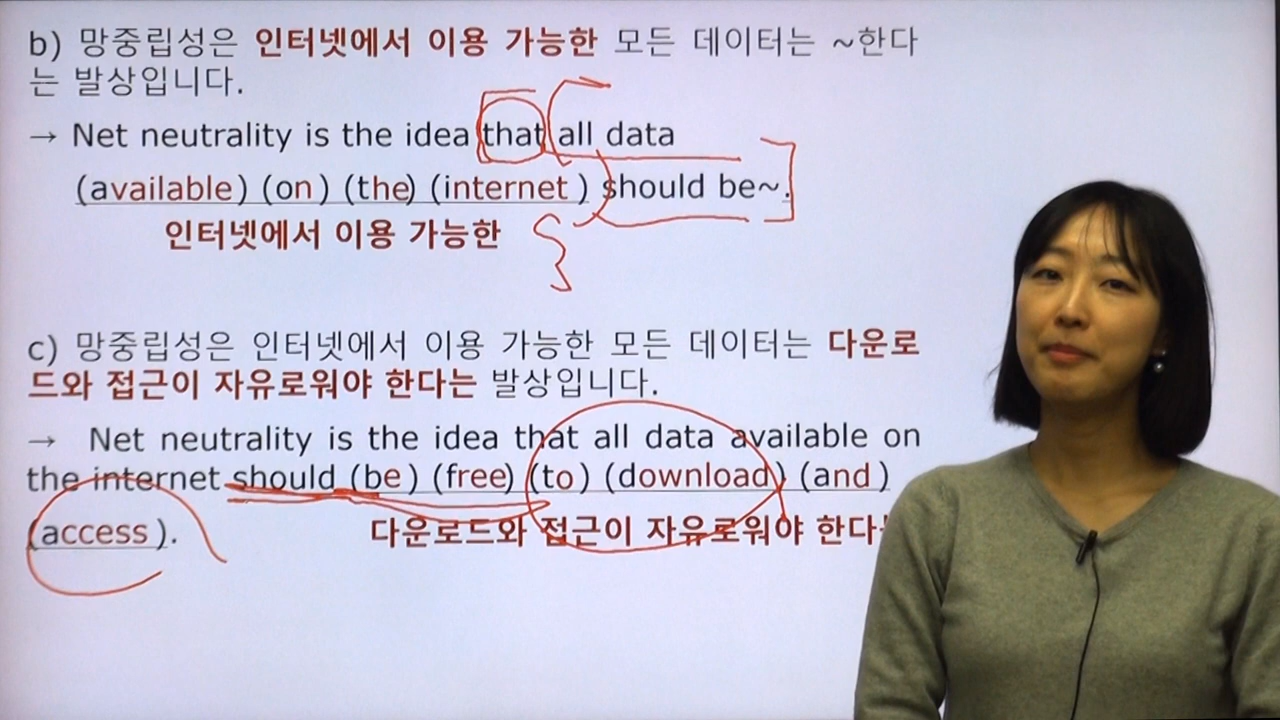 b) 망중립성은 인터넷에서 이용 가능한 모든 데이터는 ~한다
는 발상입니다.
→ Net neutrality is the idea that all data
(available) (on) (the) (internet ) should be~.
인터넷에서 이용 가능한
c) 망중립성은 인터넷에서 이용 가능한 모든 데이터는 다운로
드와 접근이 자유로워야 한다는 발상입니다.
→ Net neutrality is the idea that all data available on
the internet should (be ) (free) (to ) (download) (and )
(access ).
다운로드와 접근이 자유로워야 한다는